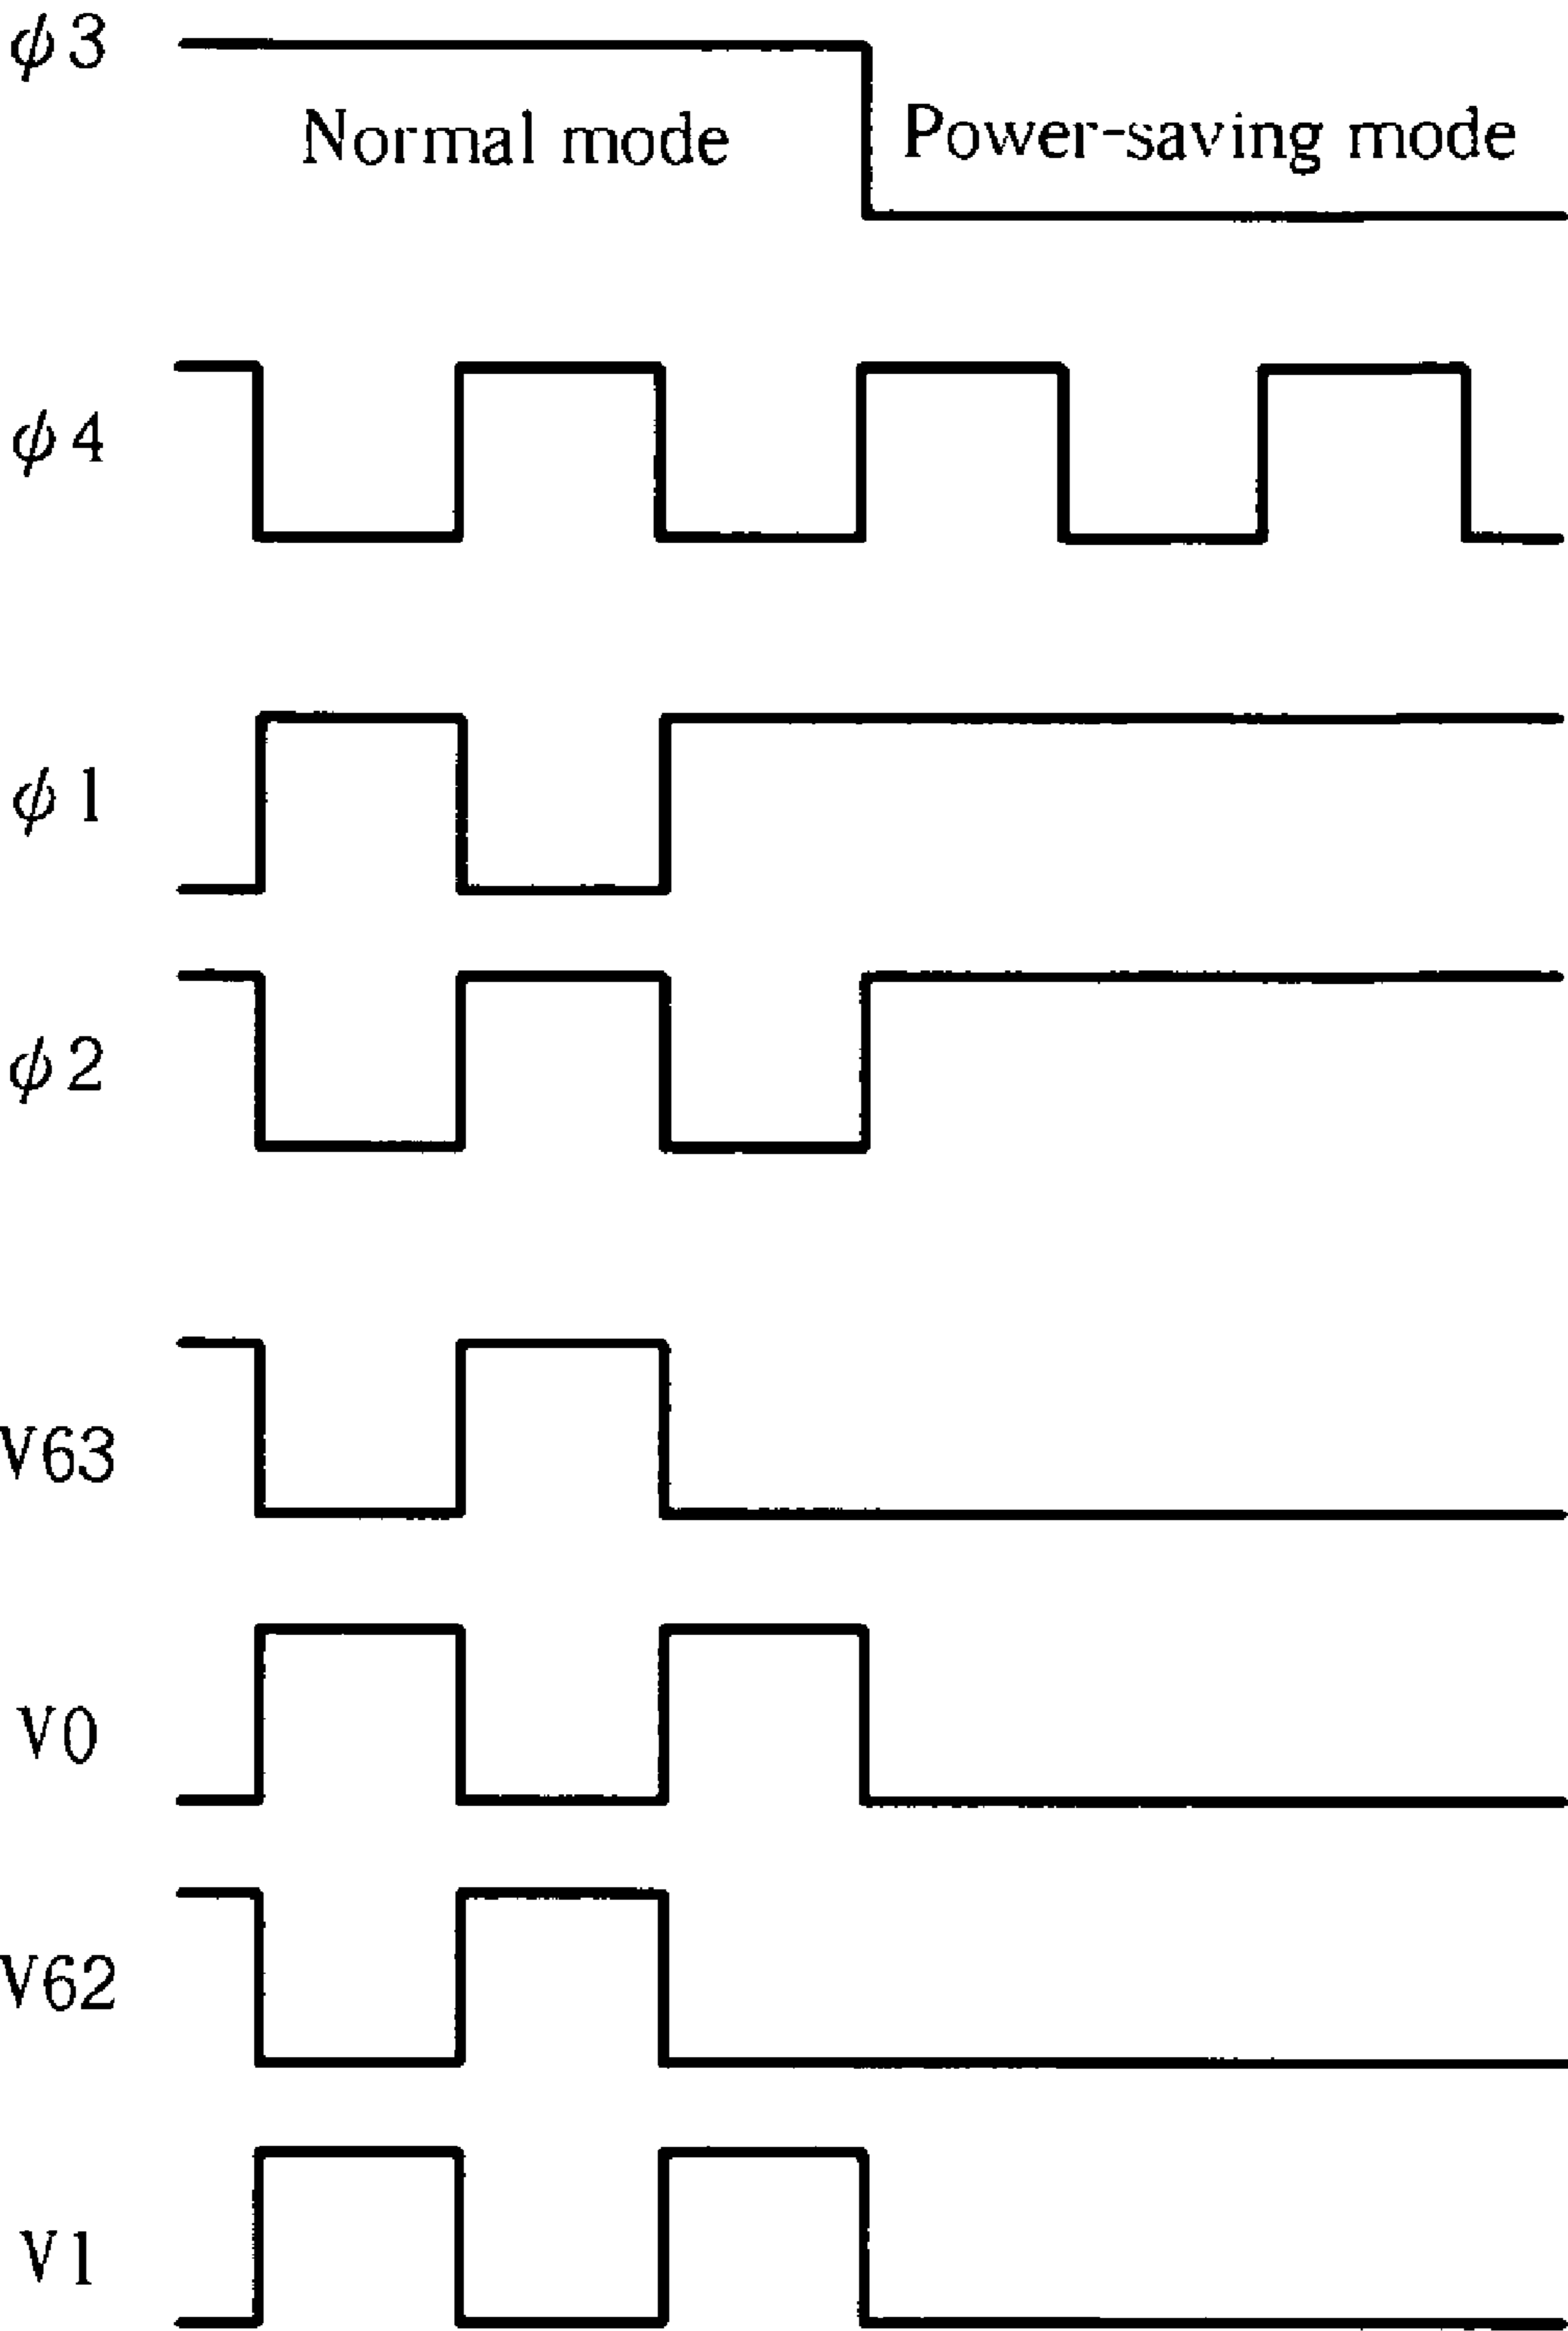 ϕ3
Normal mode
Power-saving mode
ϕ4
ϕ1
ϕ2
V63
V0
V62
V1